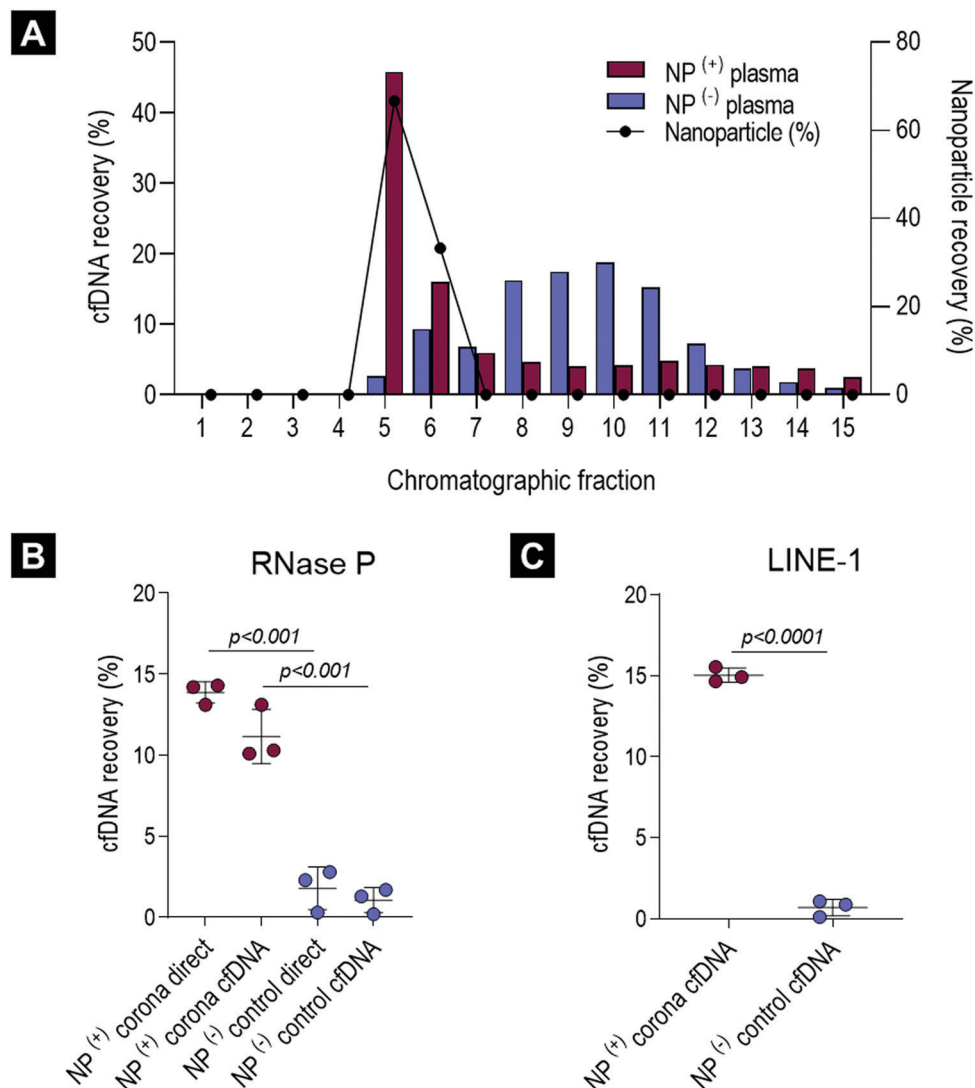 A
cfDNA recovery (%)
50
40
30
20
10
0
NP (+) plasma
NP (-) plasma
Nanoparticle (%)
80
60
40
20
0
Nanoparticle recovery (%)
1 2 3 4 5 6 7 8 9 10 11 12 13 14 15
Chromatographic fraction
B
RNase P
cfDNA recovery (%)
20
15
10
5
0
p<0.001
p<0.001
NP (+) corona direct
NP (+) corona cfDNA
NP (-) control direct
NP (-) control cfDNA
C
LINE-1
cfDNA recovery (%)
20
15
10
5
0
p<0.0001
NP (+) corona cfDNA
NP (-) control cfDNA